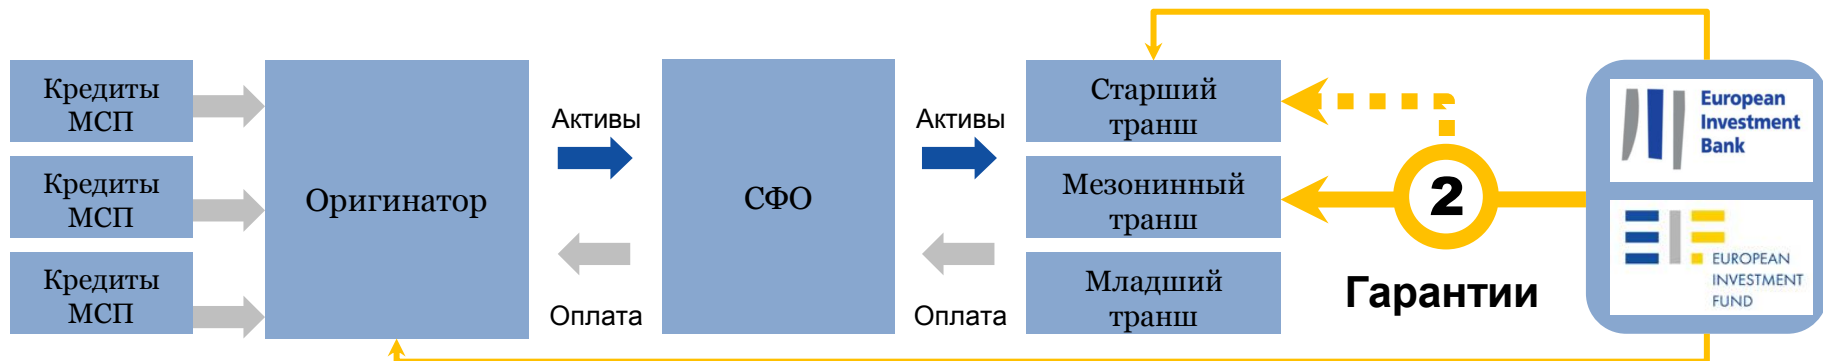 Кредиты
МСП
Кредиты
МСП
Кредиты
МСП
Оригинатор
Активы
Оплата
СФО
Активы
Оплата
Старший
транш
Мезонинный
транш
Младший
транш
2
Гарантии
European
Investment
Bank
EUROPEAN
INVESTMENT
FUND